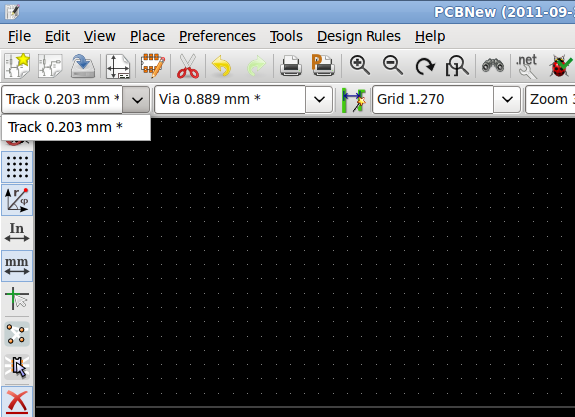 PCBNew (2011-09-
File Edit View Place Preferences Tools Design Rules Help
.net
Track 0.203 mm * Via 0.889 mm * Grid 1.270 Zoom
Track 0.203 mm *
r
φ
In
mm